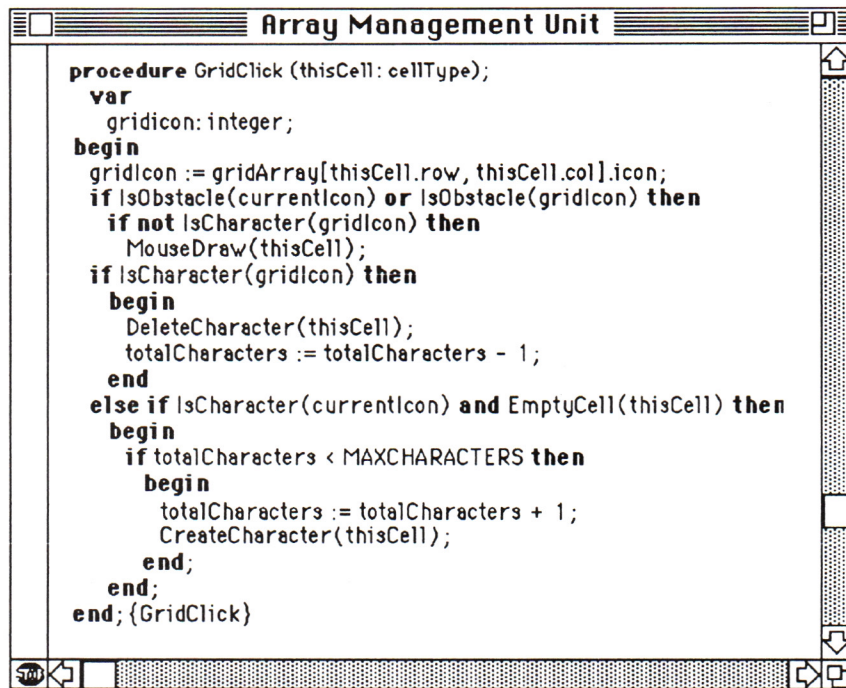 Array Management Unit
procedure GridClick (thisCell: cellType);
var
gridicon: integer;
begin
gridIcon := gridArray[thisCell.row, thisCell.col].icon;
if IsObstacle(currentIcon) or IsObstacle(gridIcon) then
if not IsCharacter(gridIcon) then
MouseDraw(thisCell);
if IsCharacter(gridIcon) then
begin
DeleteCharacter(thisCell);
totalCharacters := totalCharacters - 1;
end
else if IsCharacter(currentIcon) and EmptyCell(thisCell) then
begin
if totalCharacters < MAXCHARACTERS then
begin
totalCharacters := totalCharacters + 1;
CreateCharacter(thisCell);
end;
end;
end; {GridClick}